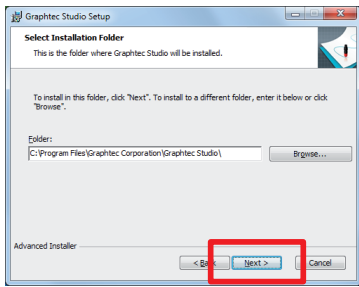 Graphtec Studio Setup
Select Installation Folder
This is the folder where Graphtec Studio will be installed.
To install in this folder, click "Next". To install to a different folder, enter it below or click
"Browse".
Folder:
C:\Program Files\Graphtec Corporation\Graphtec Studio\
Browse...
Advanced Installer
< Back
Next >
Cancel